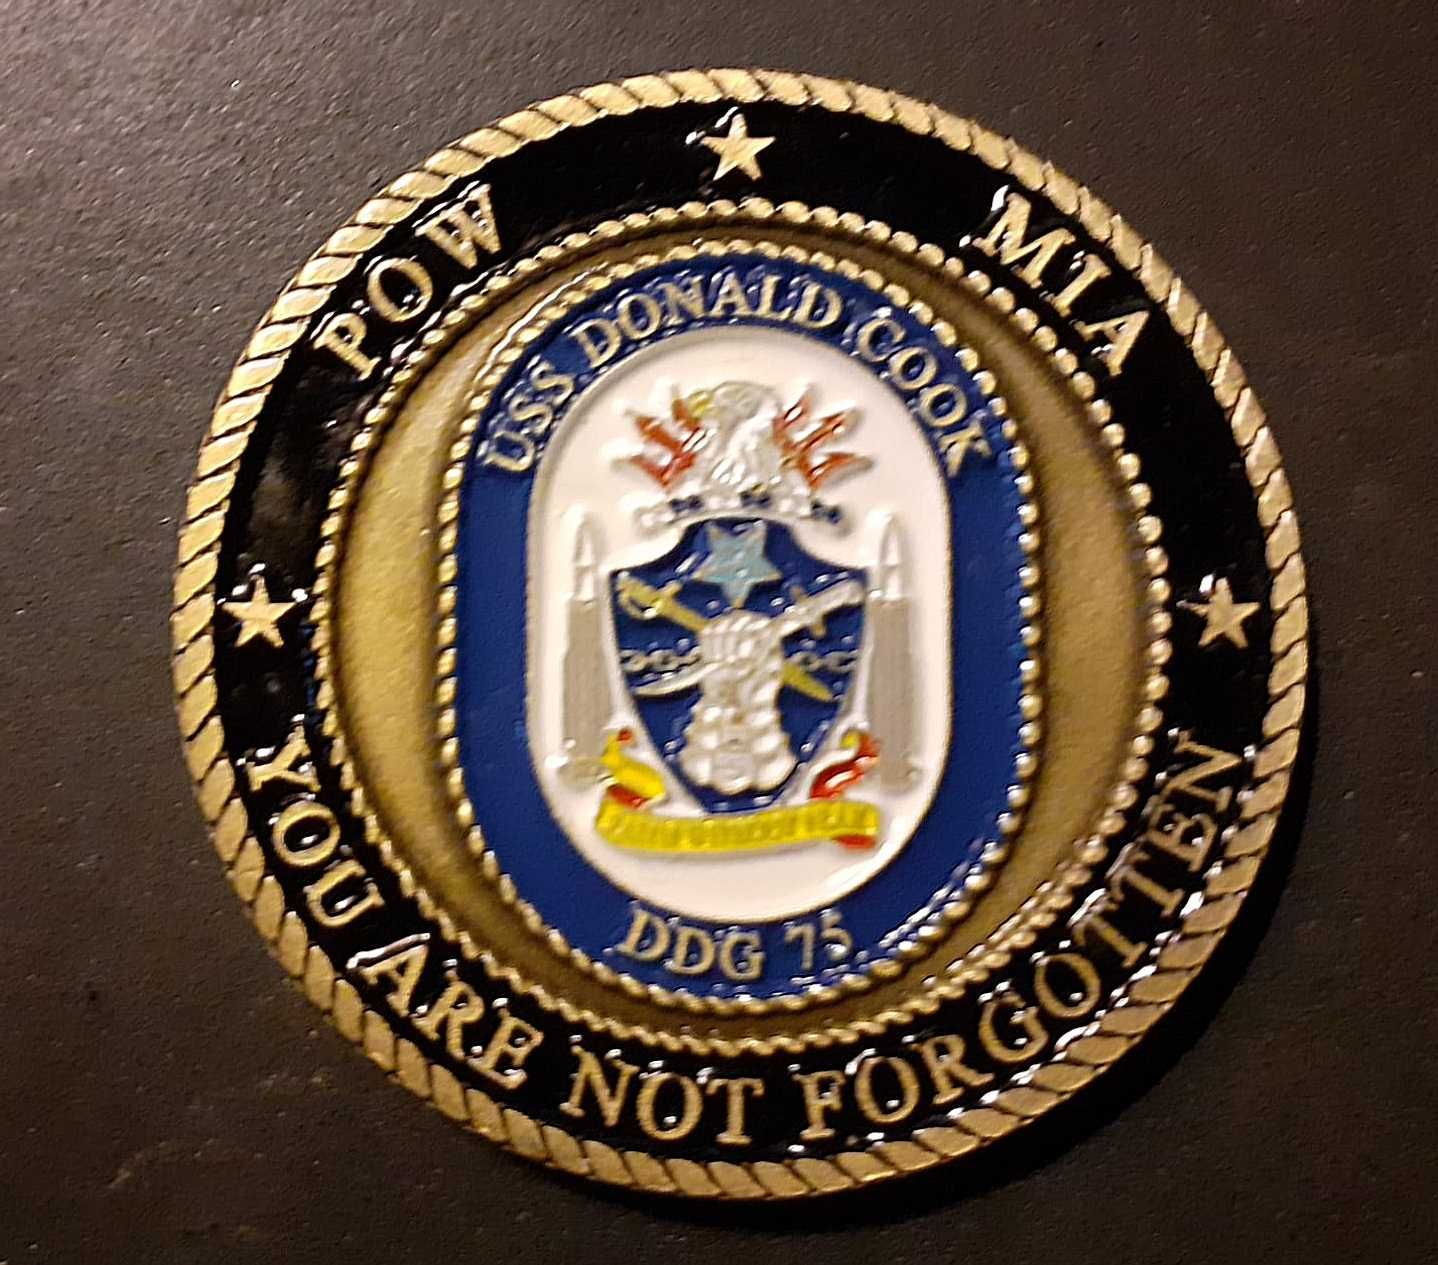 POW MIA
YOU ARE NOT FORGOTTEN
USS DONALD COOK
DDG 75